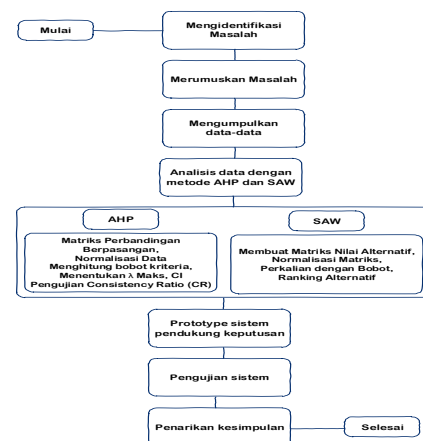 Mulai
Mengidentifikasi
Masalah
Merumuskan Masalah
Mengumpulkan
data-data
Analisis data dengan
metode AHP dan SAW
AHP
Matriks Perbandingan
Berpasangan,
Normalisasi Data
Menghitung bobot kriteria,
Menentukan λ Maks, CI
Pengujian Consistency Ratio (CR)
SAW
Membuat Matriks Nilai Alternatif,
Normalisasi Matriks,
Perkalian dengan Bobot,
Ranking Alternatif
Prototype sistem
pendukung keputusan
Pengujian sistem
Penarikan kesimpulan
Selesai